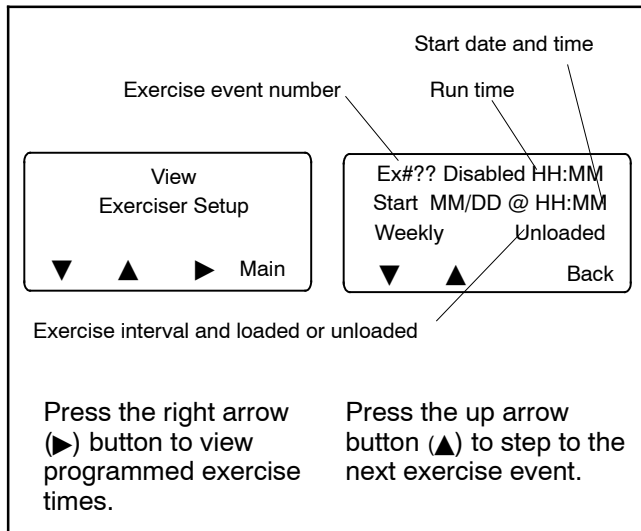 Start date and time
Exercise event number
Run time
View
Exerciser Setup
▼ ▲ ▶ Main
Ex#?? Disabled HH:MM
Start MM/DD @ HH:MM
Weekly Unloaded
▼ ▲ Back
Exercise interval and loaded or unloaded
Press the right arrow
(▶) button to view
programmed exercise
times.
Press the up arrow
button (▲) to step to the
next exercise event.